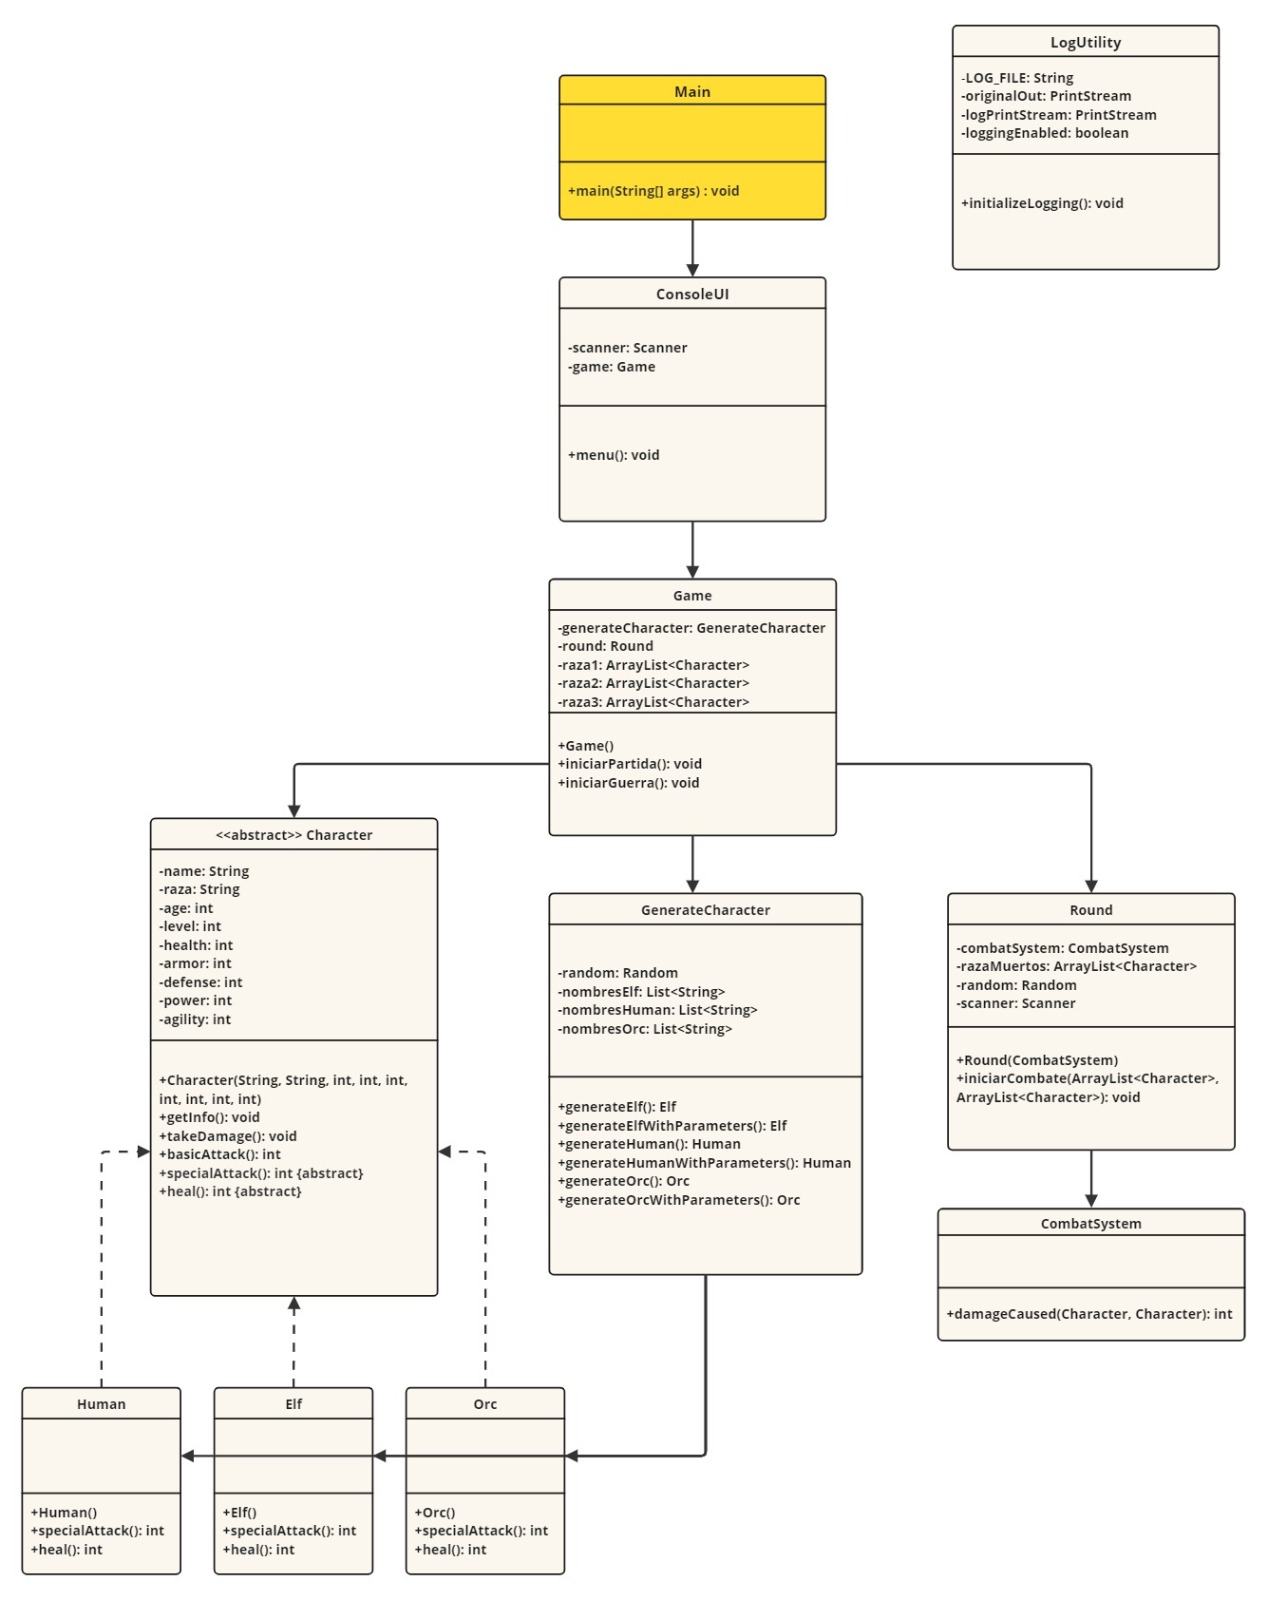 LogUtility
-LOG_FILE: String
-originalOut: PrintStream
-logPrintStream: PrintStream
-loggingEnabled: boolean
+initializeLogging(): void
Main
+main(String[] args) : void
ConsoleUI
-scanner: Scanner
-game: Game
+menu(): void
Game
-generateCharacter: GenerateCharacter
-round: Round
-raza1: ArrayList<Character>
-raza2: ArrayList<Character>
-raza3: ArrayList<Character>
+Game()
+iniciarPartida(): void
+iniciarGuerra(): void
<<abstract>> Character
-name: String
-raza: String
-age: int
-level: int
-health: int
-armor: int
-defense: int
-power: int
-agility: int
+Character(String, String, int, int, int,
int, int, int, int)
+getInfo(): void
+takeDamage(): void
+basicAttack(): int
+specialAttack(): int {abstract}
+heal(): int {abstract}
GenerateCharacter
-random: Random
-nombresElf: List<String>
-nombresHuman: List<String>
-nombresOrc: List<String>
+generateElf(): Elf
+generateElfWithParameters(): Elf
+generateHuman(): Human
+generateHumanWithParameters(): Human
+generateOrc(): Orc
+generateOrcWithParameters(): Orc
Round
-combatSystem: CombatSystem
-razaMuertos: ArrayList<Character>
-random: Random
-scanner: Scanner
+Round(CombatSystem)
+iniciarCombate(ArrayList<Character>,
ArrayList<Character>): void
CombatSystem
+damageCaused(Character, Character): int
Human
+Human()
+specialAttack(): int
+heal(): int
Elf
+Elf()
+specialAttack(): int
+heal(): int
Orc
+Orc()
+specialAttack(): int
+heal(): int